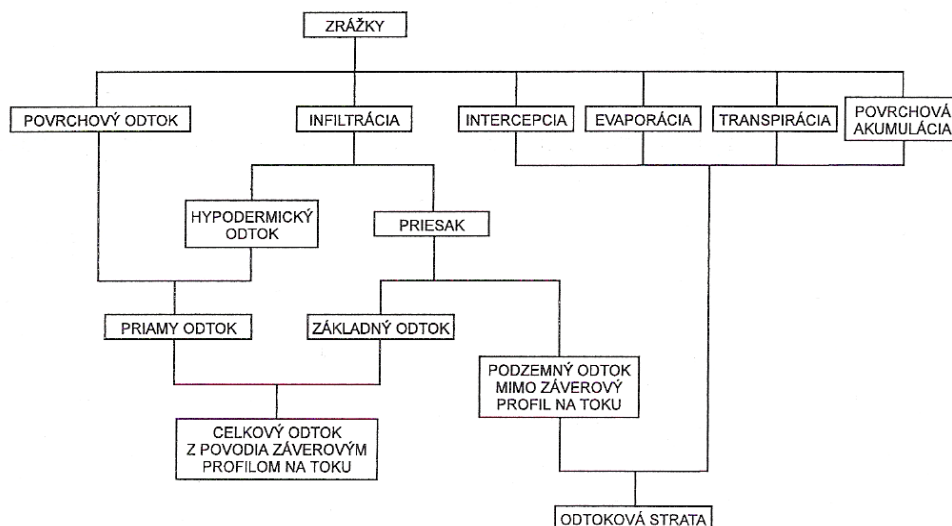 ZRÁŽKY
POVRCHOVÝ ODTOK
INFILTRÁCIA
INTERCEPCIA
EVAPORÁCIA
TRANSPIRÁCIA
POVRCHOVÁ
AKUMULÁCIA
HYPODERMICKÝ
ODTOK
PRIESAK
PRIAMY ODTOK
ZÁKLADNÝ ODTOK
PODZEMNÝ ODTOK
MIMO ZÁVEROVÝ
PROFIL NA TOKU
CELKOVÝ ODTOK
Z POVODIA ZÁVEROVÝM
PROFILOM NA TOKU
ODTOKOVÁ STRATA